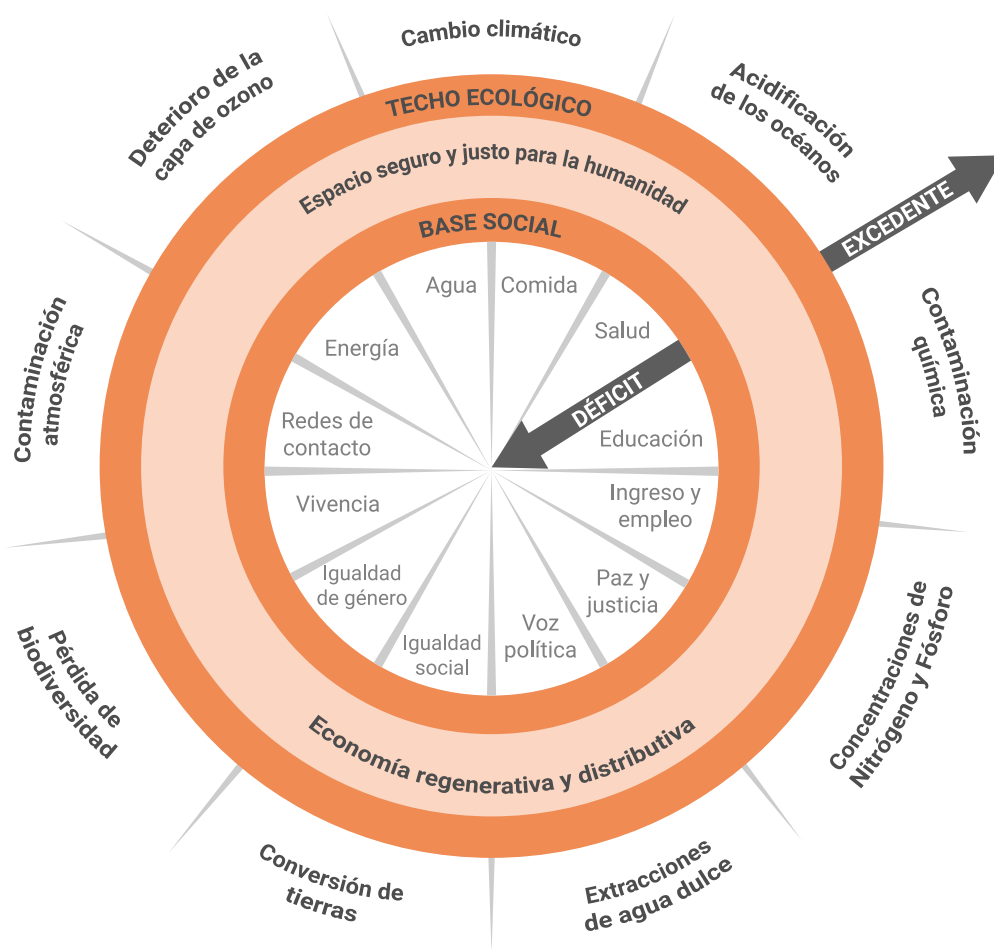 Cambio climático
Acidificación
de los océanos
EXCEDENTE
Contaminación
química
Concentraciones de
Nitrógeno y Fósforo
Extracciones
de agua dulce
Conversión de
tierras
Pérdida de
biodiversidad
Contaminación
atmosférica
Deterioro de la
capa de ozono
TECHO ECOLÓGICO
Espacio seguro y justo para la humanidad
BASE SOCIAL
Agua
Comida
Salud
DÉFICIT
Educación
Ingreso y
empleo
Paz y
justicia
Voz
política
Igualdad
social
Igualdad
de género
Vivencia
Redes de
contacto
Energía
Economía regenerativa y distributiva